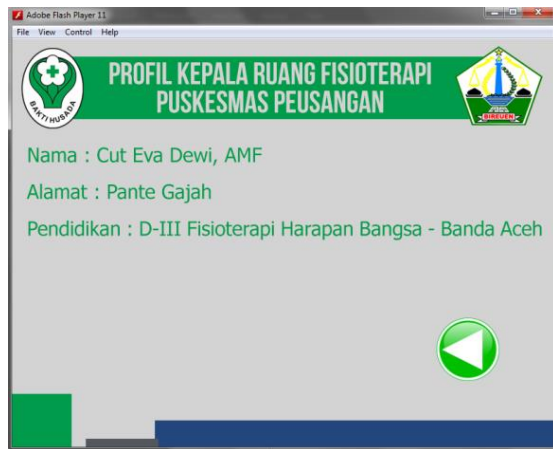 Adobe Flash Player 11
File View Control Help
PROFIL KEPALA RUANG FISIOTERAPI
PUSKESMAS PEUSANGAN
BAKTI HUSADA
BIREUEN
Nama : Cut Eva Dewi, AMF
Alamat : Pante Gajah
Pendidikan : D-III Fisioterapi Harapan Bangsa - Banda Aceh